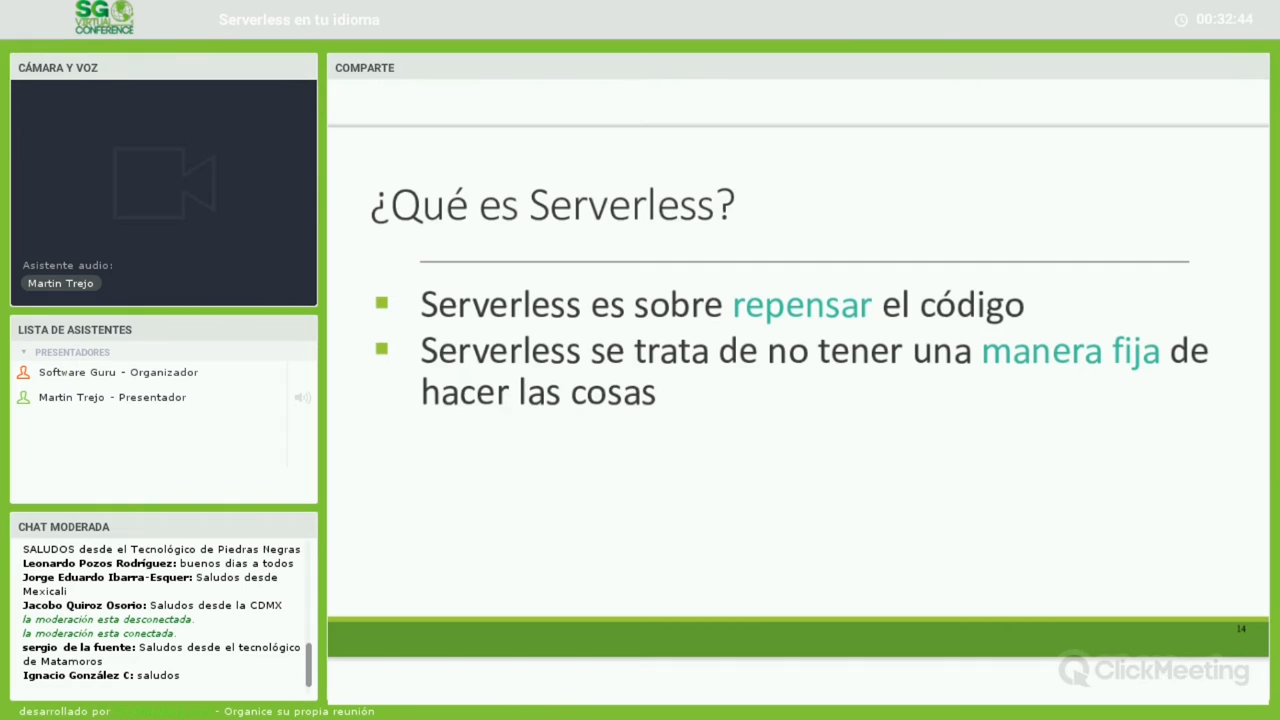 SG
VIRTUAL
CONFERENCE
Serverless en tu idioma
00:32:44
CÁMARA Y VOZ
Asistente audio:
Martin Trejo
LISTA DE ASISTENTES
PRESENTADORES
Software Guru - Organizador
Martin Trejo - Presentador
CHAT MODERADA
SALUDOS desde el Tecnológico de Piedras Negras
Leonardo Pozos Rodríguez: buenos dias a todos
Jorge Eduardo Ibarra-Esquer: Saludos desde
Mexicali
Jacobo Quiroz Osorio: Saludos desde la CDMX
la moderación esta desconectada.
la moderación esta conectada.
sergio de la fuente: Saludos desde el tecnológico
de Matamoros
Ignacio González C: saludos
desarrollado por - Organice su propia reunión
COMPARTE
¿Qué es Serverless?
Serverless es sobre repensar el código
Serverless se trata de no tener una manera fija de
hacer las cosas
14
ClickMeeting